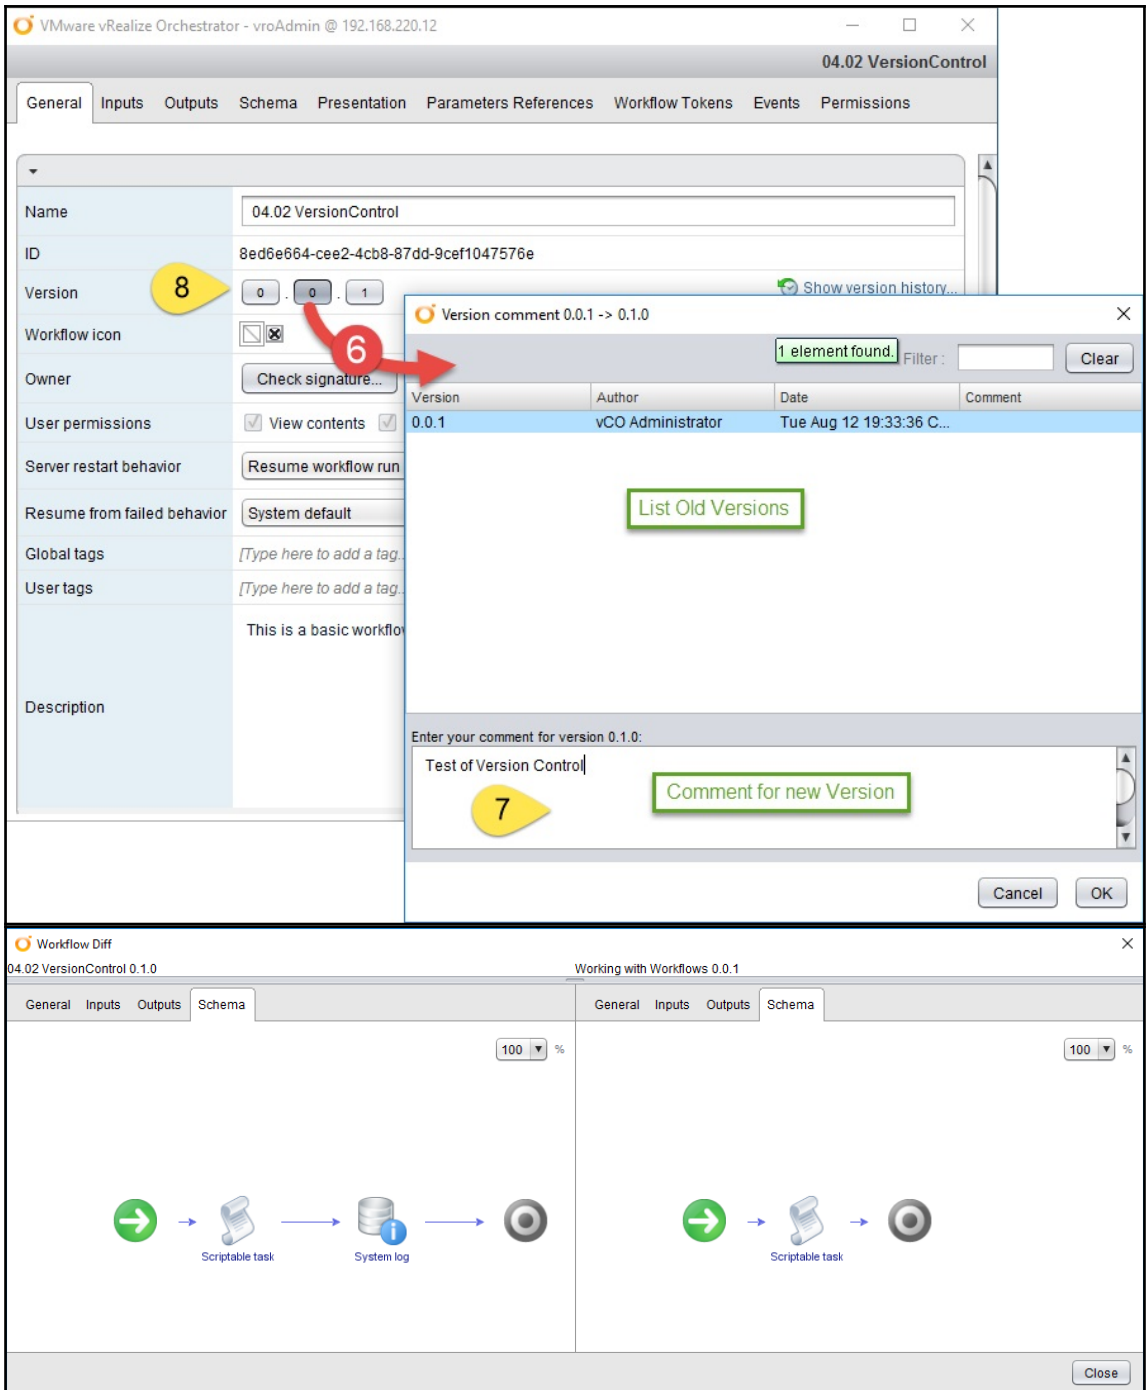 VMware vRealize Orchestrator - vroAdmin @ 192.168.220.12
04.02 VersionControl
General Inputs Outputs Schema Presentation Parameters References Workflow Tokens Events Permissions
Name 04.02 VersionControl
ID 8ed6e664-cee2-4cb8-87dd-9cef1047576e
Version 8 0 . 0 . 1 Show version history...
Workflow icon
6
Owner Check signature...
User permissions View contents
Server restart behavior Resume workflow run
Resume from failed behavior System default
Global tags [Type here to add a tag..
User tags [Type here to add a tag..
This is a basic workflow
Description
Version comment 0.0.1 -> 0.1.0
1 element found. Filter : Clear
Version Author Date Comment
0.0.1 vCO Administrator Tue Aug 12 19:33:36 C...
List Old Versions
Enter your comment for version 0.1.0:
Test of Version Control
Comment for new Version
7
Cancel OK
Workflow Diff
04.02 VersionControl 0.1.0 Working with Workflows 0.0.1
General Inputs Outputs Schema General Inputs Outputs Schema
100 % 100 %
Scriptable task System log Scriptable task
Close